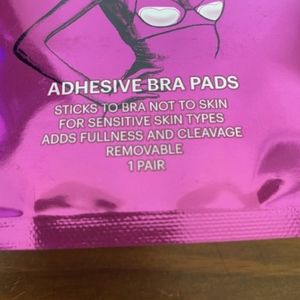 ADHESIVE BRA PADS
STICKS TO BRA NOT TO SKIN
FOR SENSITIVE SKIN TYPES
ADDS FULLNESS AND CLEAVAGE
REMOVABLE
1 PAIR